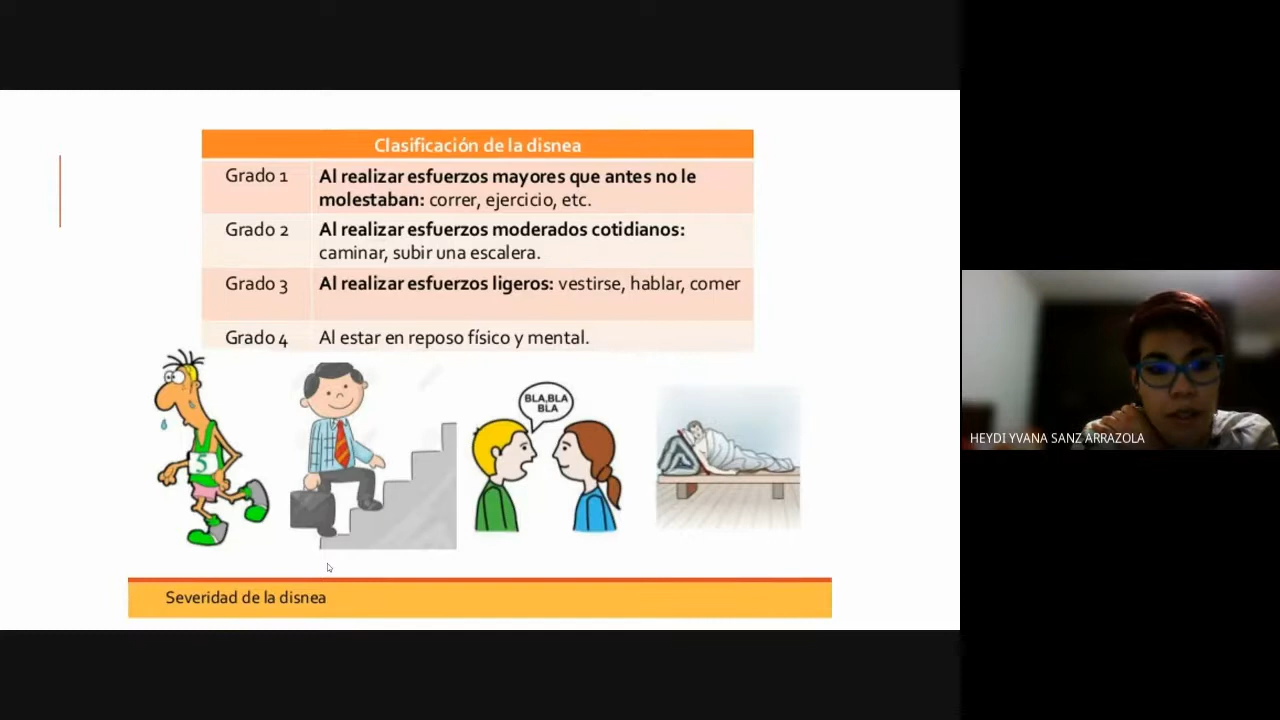 Clasificación de la disnea
Grado 1
Al realizar esfuerzos mayores que antes no le
molestaban: correr, ejercicio, etc.
Grado 2
Al realizar esfuerzos moderados cotidianos:
caminar, subir una escalera.
Grado 3
Al realizar esfuerzos ligeros: vestirse, hablar, comer
Grado 4
Al estar en reposo físico y mental.
BLA,BLA
BLA
5
Severidad de la disnea
HEYDI YVANA SANZ ARRAZOLA